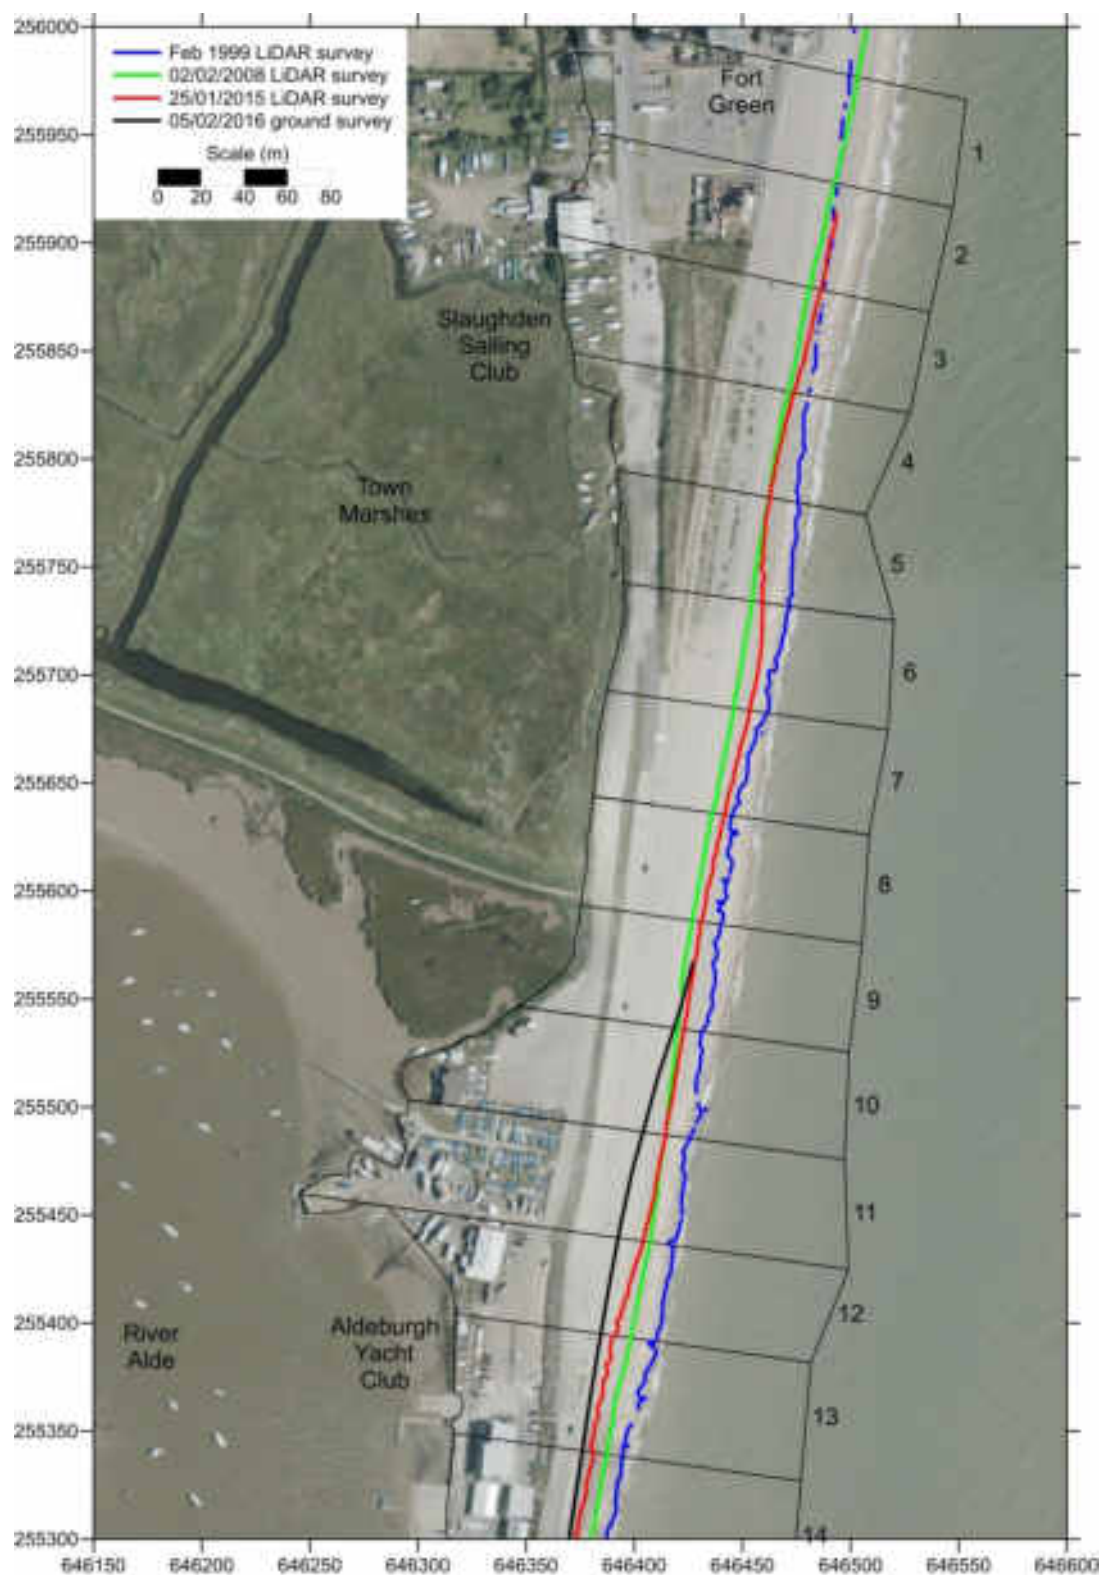 256000
255950
255900
255850
255800
255750
255700
255650
255600
255550
255500
255450
255400
255350
255300
Feb 1999 LiDAR survey
02/02/2008 LiDAR survey
25/01/2015 LiDAR survey
05/02/2016 ground survey
Scale (m)
0 20 40 60 80
Fort
Green
Slaughden
Sailing
Club
Town
Marshes
River
Alde
Aldeburgh
Yacht
Club
1
2
3
4
5
6
7
8
9
10
11
12
13
14
646150 646200 646250 646300 646350 646400 646450 646500 646550 646600